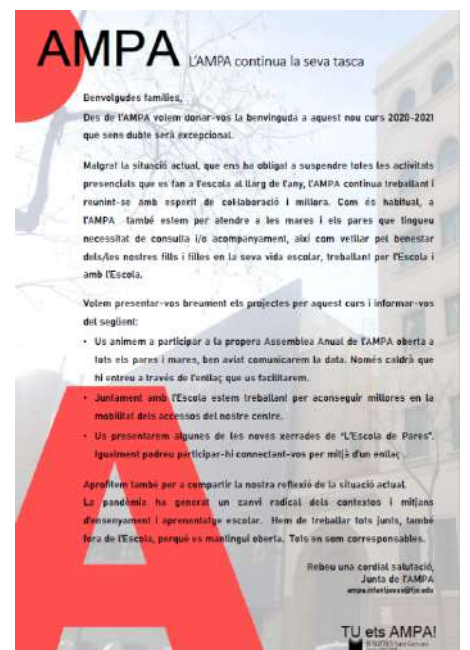 AMPA L'AMPA continua la seva tasca
Benvolgudes famílies,
Des de l'AMPA volem donar-vos la benvinguda a aquest nou curs 2020-2021
que sens dubte serà excepcional.
Malgrat la situació actual, que ens ha obligat a suspendre totes les activitats
presencials que es fan a l'escola al llarg de l'any, l'AMPA continua treballant i
reunint-se amb esperit de col·laboració i millora. Com és habitual, a
l'AMPA també estem per atendre a les mares i els pares que tingueu
necessitat de consulta i/o acompanyament, així com vetllar pel benestar
dels/les nostres fills i filles en la seva vida escolar, treballant per l'Escola i
amb l'Escola.
Volem presentar-vos breument els projectes per aquest curs i informar-vos
del següent:
• Us animem a participar a la propera Assemblea Anual de l'AMPA oberta a
tots els pares i mares, ben aviat comunicarem la data. Només caldrà que
hi entreu a través de l'enllaç que us facilitarem.
• Juntament amb l'Escola estem treballant per aconseguir millores en la
mobilitat dels accessos del nostre centre.
• Us presentarem algunes de les noves xerrades de "L'Escola de Pares".
Igualment podreu participar-hi connectant-vos per mitjà d'un enllaç.
Aprofitem també per a compartir la nostra reflexió de la situació actual.
La pandèmia ha generat un canvi radical dels contextos i mitjans
d'ensenyament i aprenentatge escolar. Hem de treballar tots junts, també
fora de l'Escola, perquè es mantingui oberta. Tots en som corresponsables.
Rebeu una cordial salutació,
Junta de l'AMPA
TU ets AMPA!